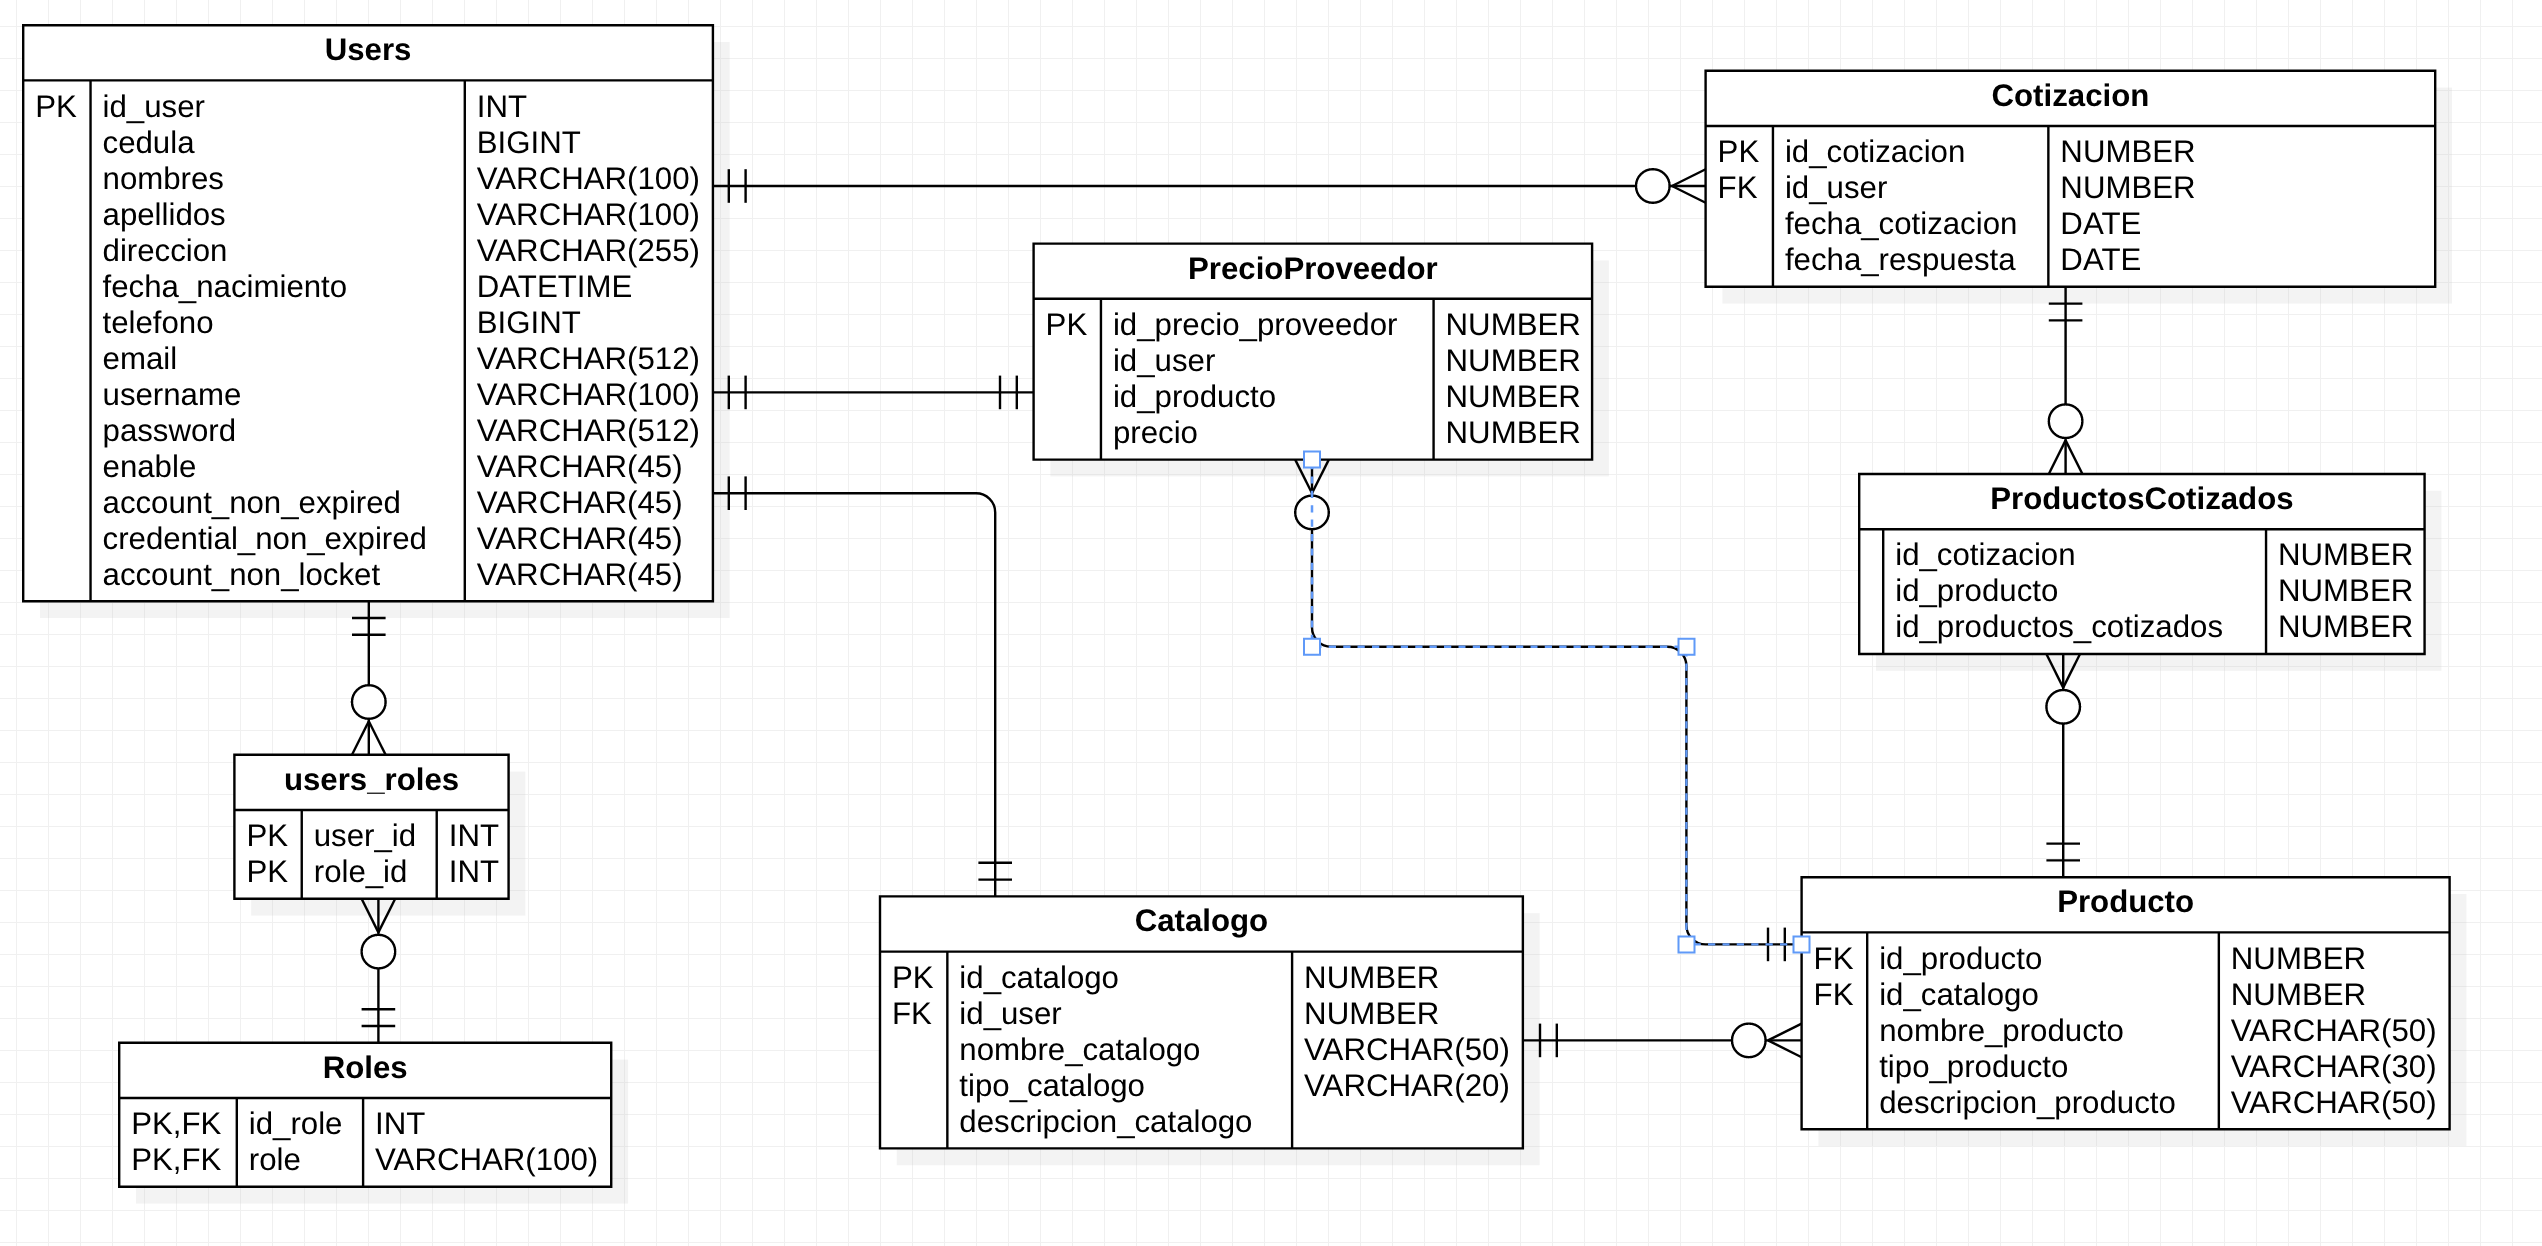 Users
PK id_user INT
cedula BIGINT
nombres VARCHAR(100)
apellidos VARCHAR(100)
direccion VARCHAR(255)
fecha_nacimiento DATETIME
telefono BIGINT
email VARCHAR(512)
username VARCHAR(100)
password VARCHAR(512)
enable VARCHAR(45)
account_non_expired VARCHAR(45)
credential_non_expired VARCHAR(45)
account_non_locket VARCHAR(45)
Cotizacion
PK id_cotizacion NUMBER
FK id_user NUMBER
fecha_cotizacion DATE
fecha_respuesta DATE
PrecioProveedor
PK id_precio_proveedor NUMBER
id_user NUMBER
id_producto NUMBER
precio NUMBER
ProductosCotizados
id_cotizacion NUMBER
id_producto NUMBER
id_productos_cotizados NUMBER
users_roles
PK user_id INT
PK role_id INT
Roles
PK,FK id_role INT
PK,FK role VARCHAR(100)
Catalogo
PK id_catalogo NUMBER
FK id_user NUMBER
nombre_catalogo VARCHAR(50)
tipo_catalogo VARCHAR(20)
descripcion_catalogo
Producto
FK id_producto NUMBER
FK id_catalogo NUMBER
nombre_producto VARCHAR(50)
tipo_producto VARCHAR(30)
descripcion_producto VARCHAR(50)